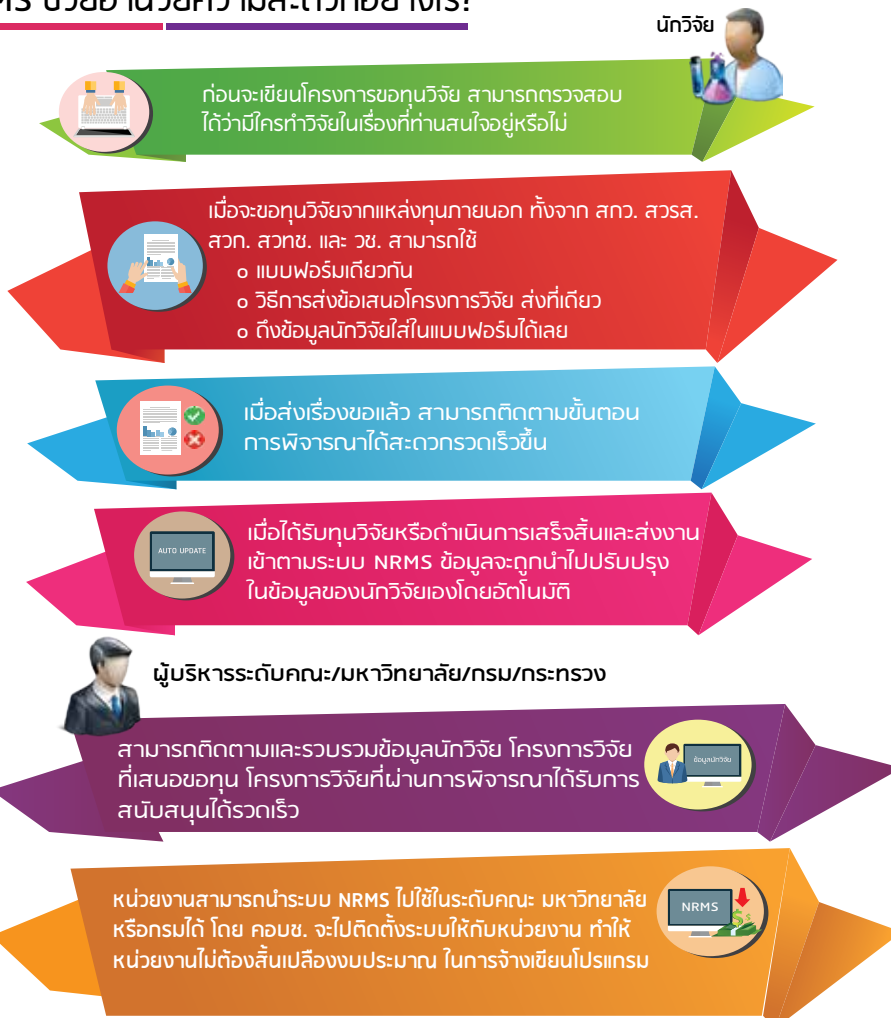 ช่วยอำนวยความสะดวกอย่างไร?
นักวิจัย
ก่อนจะเขียนโครงการขอทุนวิจัย สามารถตรวจสอบ
ได้ว่ามีใครทำวิจัยในเรื่องที่ท่านสนใจอยู่หรือไม่
เมื่อจะขอทุนวิจัยจากแหล่งทุนภายนอก ทั้งจาก สกว. สวรส.
สวก. สวทช. และ วช. สามารถใช้
o แบบฟอร์มเดียวกัน
o วิธีการส่งข้อเสนอโครงการวิจัย ส่งที่เดียว
o ดึงข้อมูลนักวิจัยใส่ในแบบฟอร์มได้เลย
เมื่อส่งเรื่องขอแล้ว สามารถติดตามขั้นตอน
การพิจารณาได้สะดวกรวดเร็วขึ้น
AUTO UPDATE
เมื่อได้รับทุนวิจัยหรือดำเนินการเสร็จสิ้นและส่งงาน
เข้าตามระบบ NRMS ข้อมูลจะถูกนำไปปรับปรุง
ในข้อมูลของนักวิจัยเองโดยอัตโนมัติ
ผู้บริหารระดับคณะ/มหาวิทยาลัย/กรม/กระทรวง
สามารถติดตามและรวบรวมข้อมูลนักวิจัย โครงการวิจัย
ที่เสนอขอทุน โครงการวิจัยที่ผ่านการพิจารณาได้รับการ
สนับสนุนได้รวดเร็ว
ข้อมูลนักวิจัย
หน่วยงานสามารถนำระบบ NRMS ไปใช้ในระดับคณะ มหาวิทยาลัย
หรือกรมได้ โดย คอบช. จะไปติดตั้งระบบให้กับหน่วยงาน ทำให้
หน่วยงานไม่ต้องสิ้นเปลืองงบประมาณ ในการจ้างเขียนโปรแกรม
NRMS